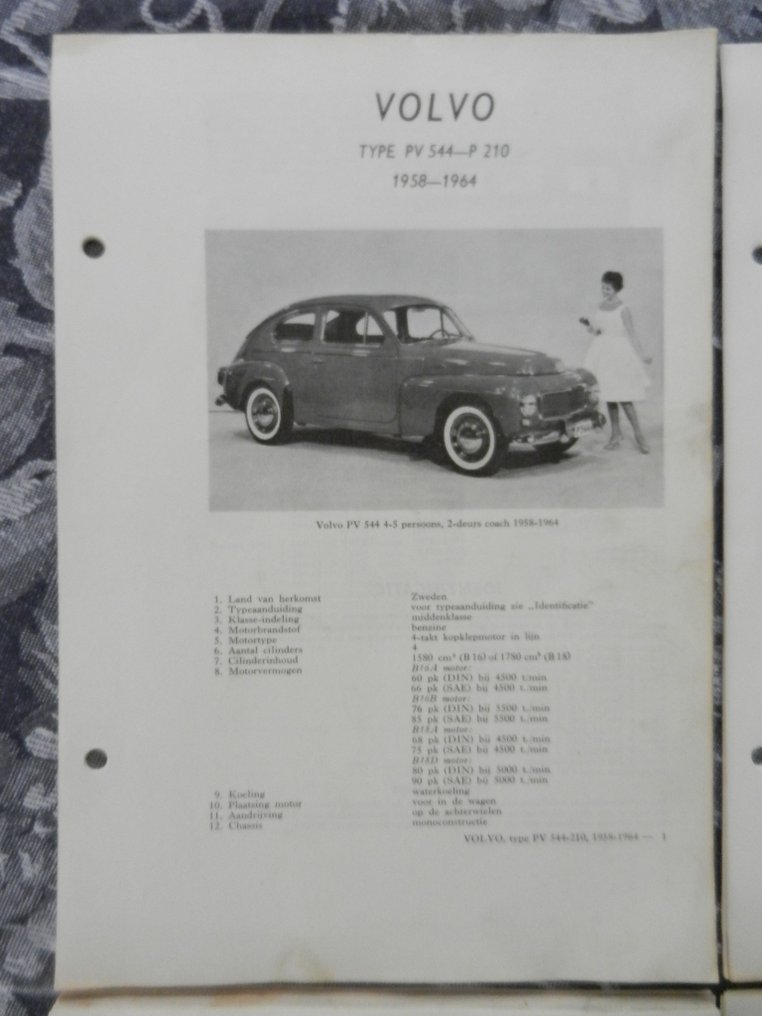 VOLVO
TYPE PV 544—P 210
1958—1964
Volvo PV 544 4-5 persoons, 2-deurs coach 1958-1964
1. Land van herkomst Zweden
2. Typeaanduiding voor typeaanduiding zie „Identificatie"
3. Klasse-indeling middenklasse
4. Motorbrandstof benzine
5. Motortype 4-takt kopklepmotor in lijn
6. Aantal cilinders 4
7. Cilinderinhoud 1580 cm³ (B 16) of 1780 cm³ (B 18)
8. Motorvermogen B16A motor:
60 pk (DIN) bij 4500 t./min
66 pk (SAE) bij 4500 t./min
B16B motor:
76 pk (DIN) bij 5500 t./min
85 pk (SAE) bij 5500 t./min
B18A motor:
68 pk (DIN) bij 4500 t./min
75 pk (SAE) bij 4500 t./min
B18D motor:
80 pk (DIN) bij 5000 t./min
90 pk (SAE) bij 5000 t./min
9. Koeling waterkoeling
10. Plaatsing motor voor in de wagen
11. Aandrijving op de achterwielen
12. Chassis monoconstructie
VOLVO, type PV 544-210, 1958-1964 — 1